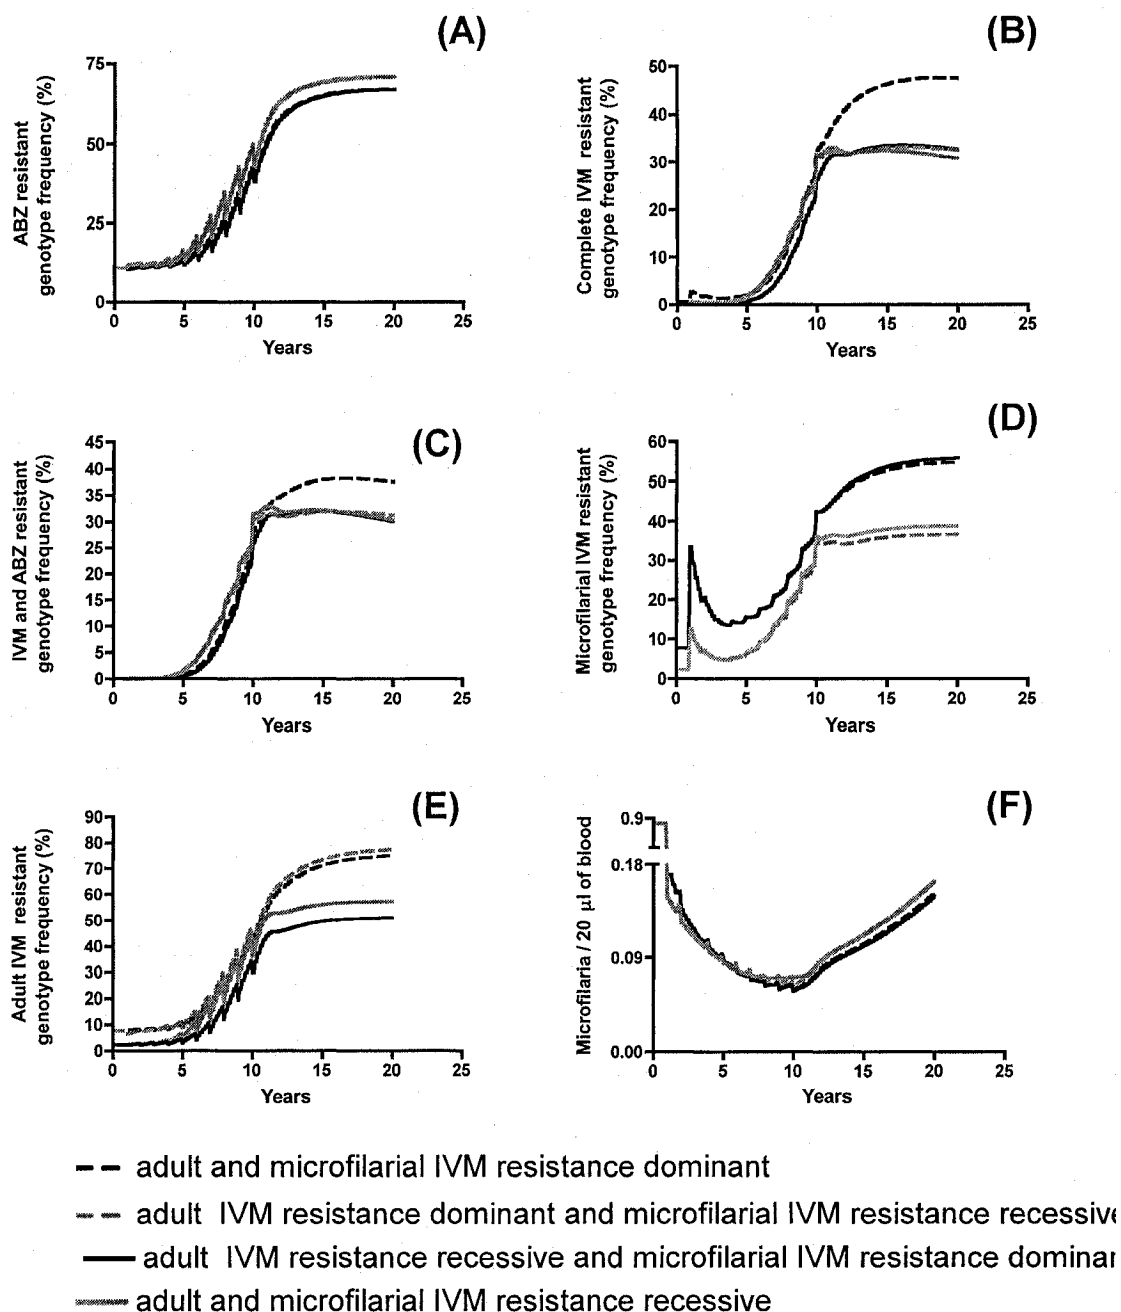 (A)
ABZ resistant
genotype frequency (%)
75
50
25
0
0 5 10 15 20 25
Years
(B)
Complete IVM resistant
genotype frequency (%)
50
40
30
20
10
0
0 5 10 15 20 25
Years
(C)
IVM and ABZ resistant
genotype frequency (%)
45
40
35
30
25
20
15
10
5
0
0 5 10 15 20 25
Years
(D)
Microfilarial IVM resistant
genotype frequency (%)
60
50
40
30
20
10
0
0 5 10 15 20 25
Years
(E)
Adult IVM resistant
genotype frequency (%)
90
80
70
60
50
40
30
20
10
0
0 5 10 15 20 25
Years
(F)
Microfilaria / 20 µl of blood
0.9
0.18
0.09
0.00
0 5 10 15 20 25
Years
adult and microfilarial IVM resistance dominant
adult IVM resistance dominant and microfilarial IVM resistance recessive
adult IVM resistance recessive and microfilarial IVM resistance dominan
adult and microfilarial IVM resistance recessive